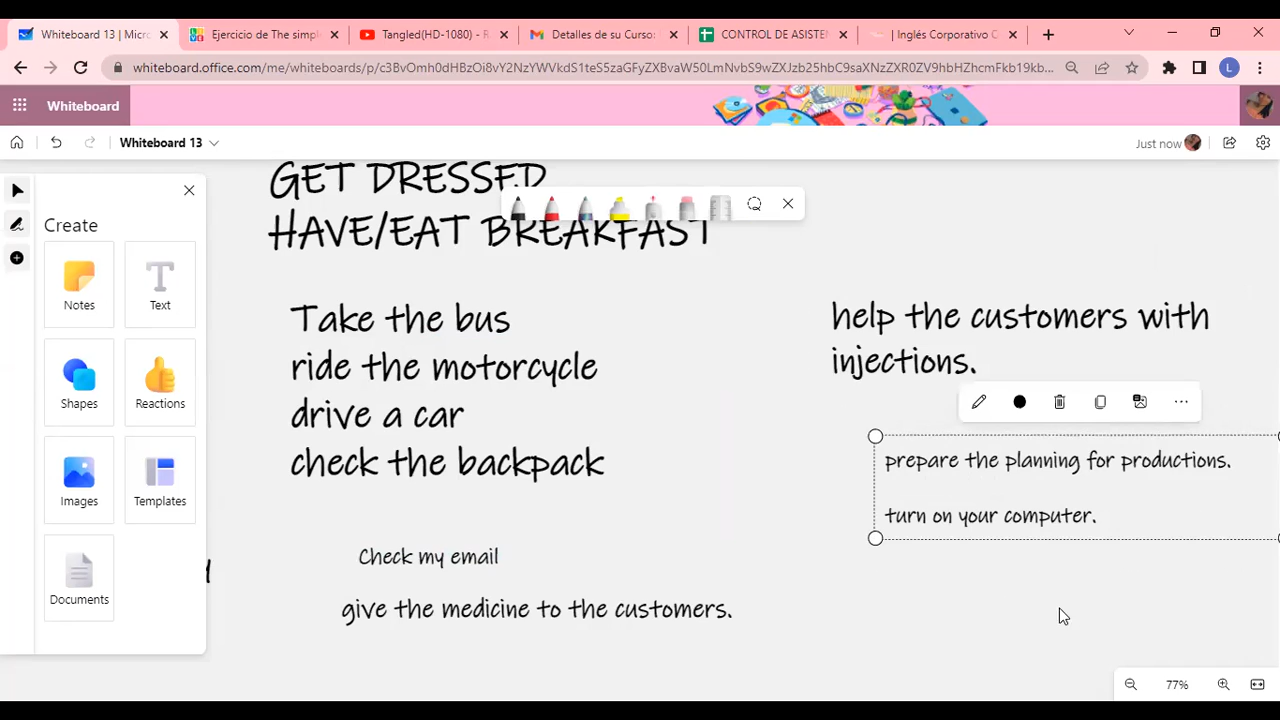 Whiteboard 13 | Micro
Ejercicio de The simple
Tangled(HD-1080) - R
Detalles de su Curso:
CONTROL DE ASISTEN
| Inglés Corporativo C
whiteboard.office.com/me/whiteboards/p/c3BvOmh0dHBzOi8vY2NzYWVkdS1teS5zaGFyZXBvaW50LmNvbS9wZXJzb25hbC9saXNzZXR0ZV9hbHZhcmFkb19kb...
L
Whiteboard
Whiteboard 13
Just now
Create
Notes
Text
Shapes
Reactions
Images
Templates
Documents
GET DRESSED
HAVE/EAT BREAKFAST
Take the bus
ride the motorcycle
drive a car
check the backpack
help the customers with
injections.
prepare the planning for productions.
turn on your computer.
Check my email
give the medicine to the customers.
77%